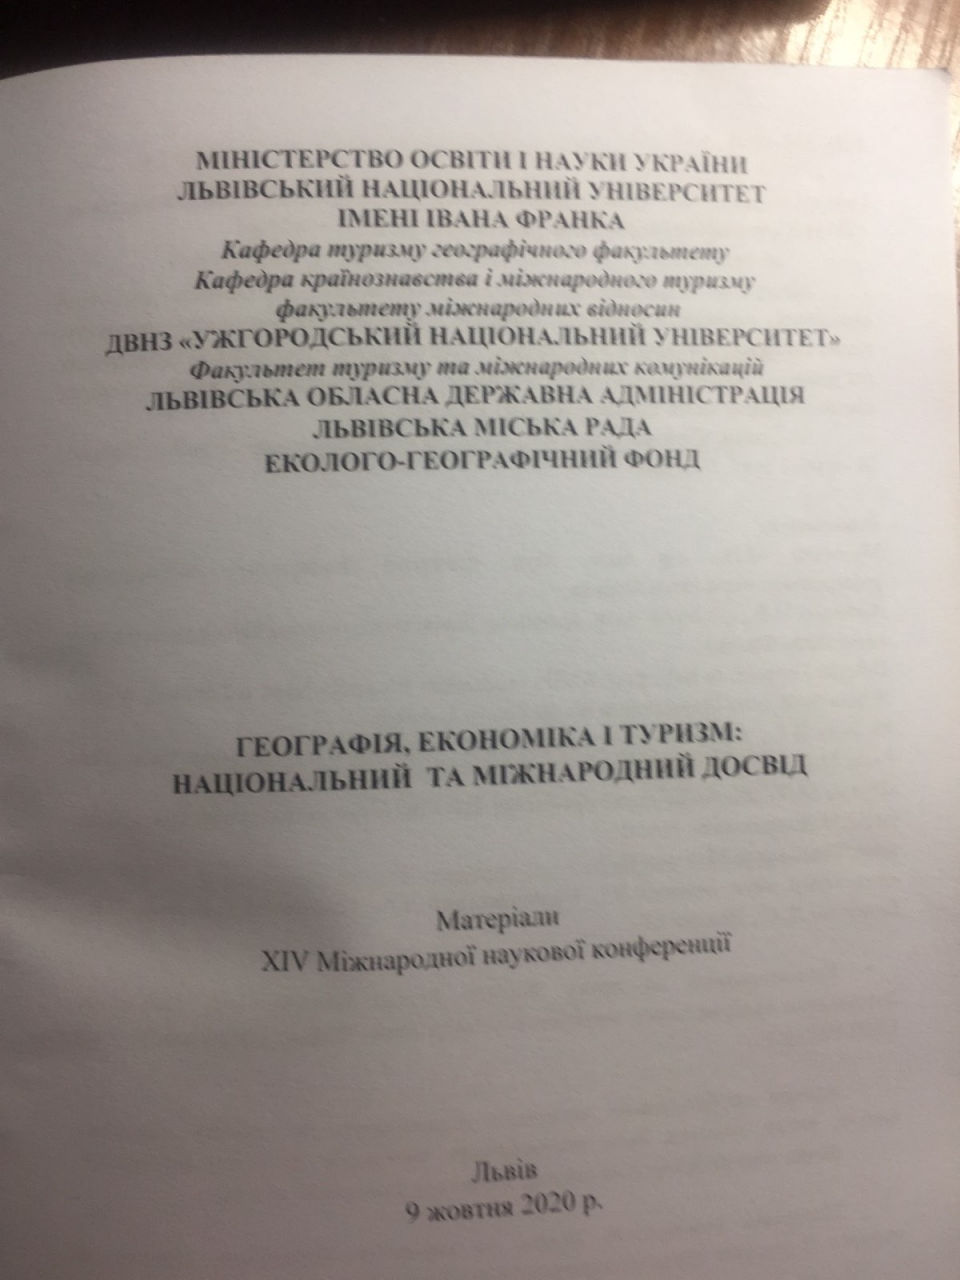 МІНІСТЕРСТВО ОСВІТИ І НАУКИ УКРАЇНИ
ЛЬВІВСЬКИЙ НАЦІОНАЛЬНИЙ УНІВЕРСИТЕТ
ІМЕНІ ІВАНА ФРАНКА
Кафедра туризму географічного факультету
Кафедра країнознавства і міжнародного туризму
факультету міжнародних відносин
ДВНЗ «УЖГОРОДСЬКИЙ НАЦІОНАЛЬНИЙ УНІВЕРСИТЕТ»
Факультет туризму та міжнародних комунікацій
ЛЬВІВСЬКА ОБЛАСНА ДЕРЖАВНА АДМІНІСТРАЦІЯ
ЛЬВІВСЬКА МІСЬКА РАДА
ЕКОЛОГО-ГЕОГРАФІЧНИЙ ФОНД
ГЕОГРАФІЯ, ЕКОНОМІКА І ТУРИЗМ:
НАЦІОНАЛЬНИЙ ТА МІЖНАРОДНИЙ ДОСВІД
Матеріали
XIV Міжнародної наукової конференції
Львів
9 жовтня 2020 р.